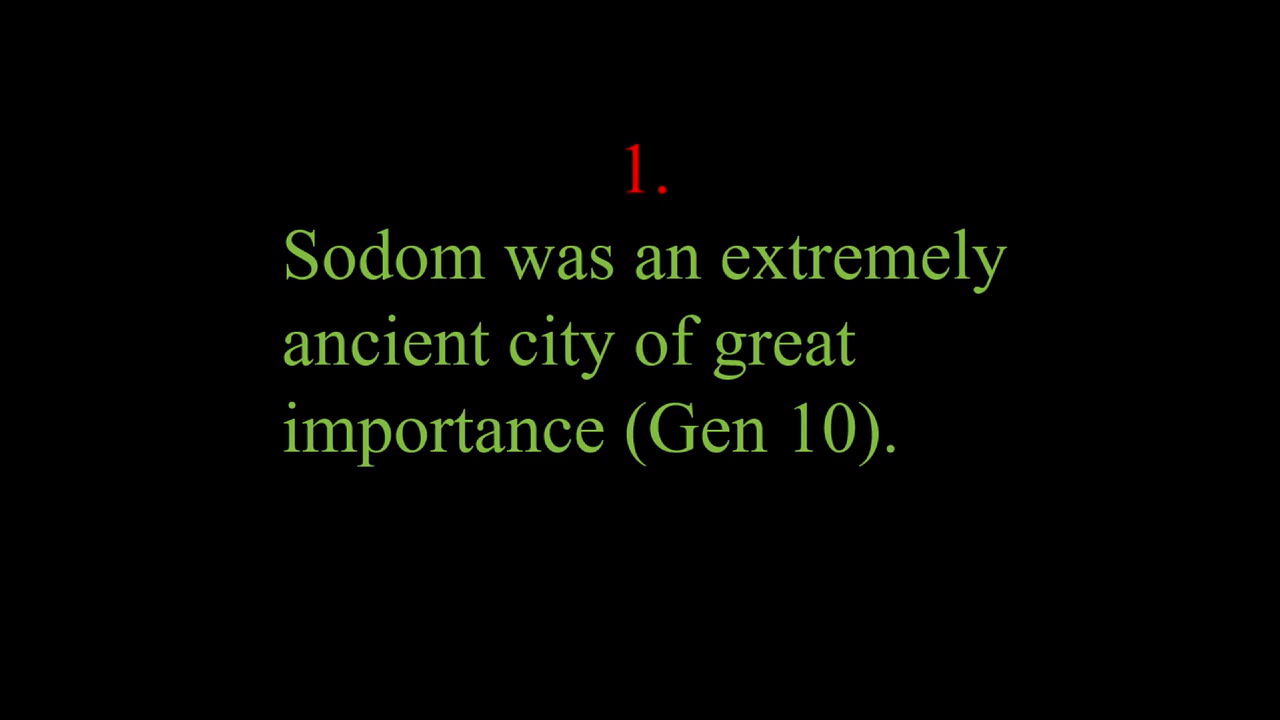 1.
Sodom was an extremely
ancient city of great
importance (Gen 10).